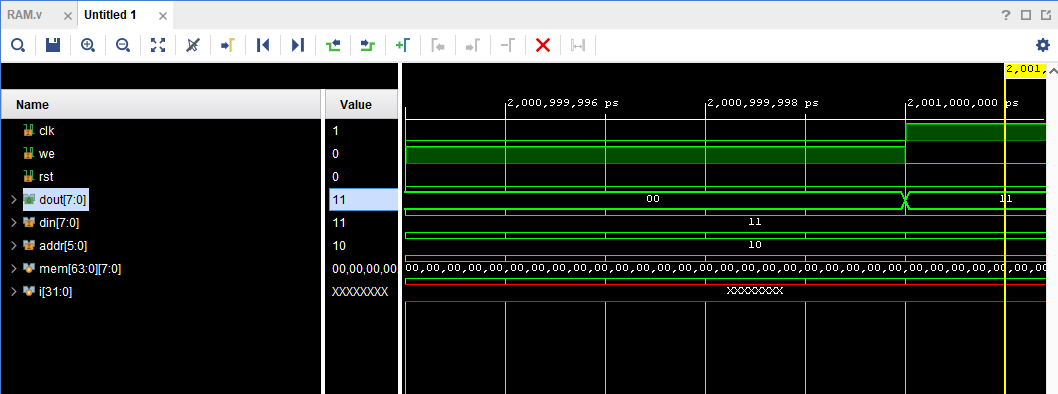 RAM.v
Untitled 1
2,001,
Name
Value
2,000,999,996 ps
2,000,999,998 ps
2,001,000,000 ps
clk
1
we
0
rst
0
dout[7:0]
11
00
11
din[7:0]
11
11
addr[5:0]
10
10
mem[63:0][7:0]
00,00,00,00
00,00,00,00,00,00,00,00,00,00,00,00,00,00,00,00,00,00,00,00,00,00,00,00,00,00,00,00,00,00
i[31:0]
XXXXXXXX
XXXXXXXX